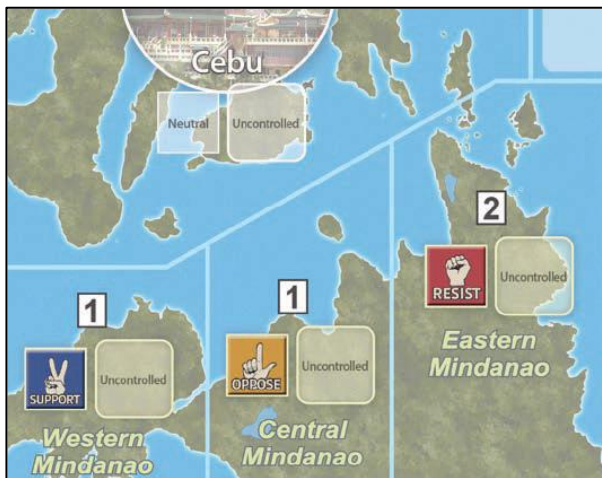 Cebu
Neutral
Uncontrolled
2
RESIST
Uncontrolled
Eastern
Mindanao
1
SUPPORT
Uncontrolled
Western
Mindanao
1
OPPOSE
Uncontrolled
Central
Mindanao